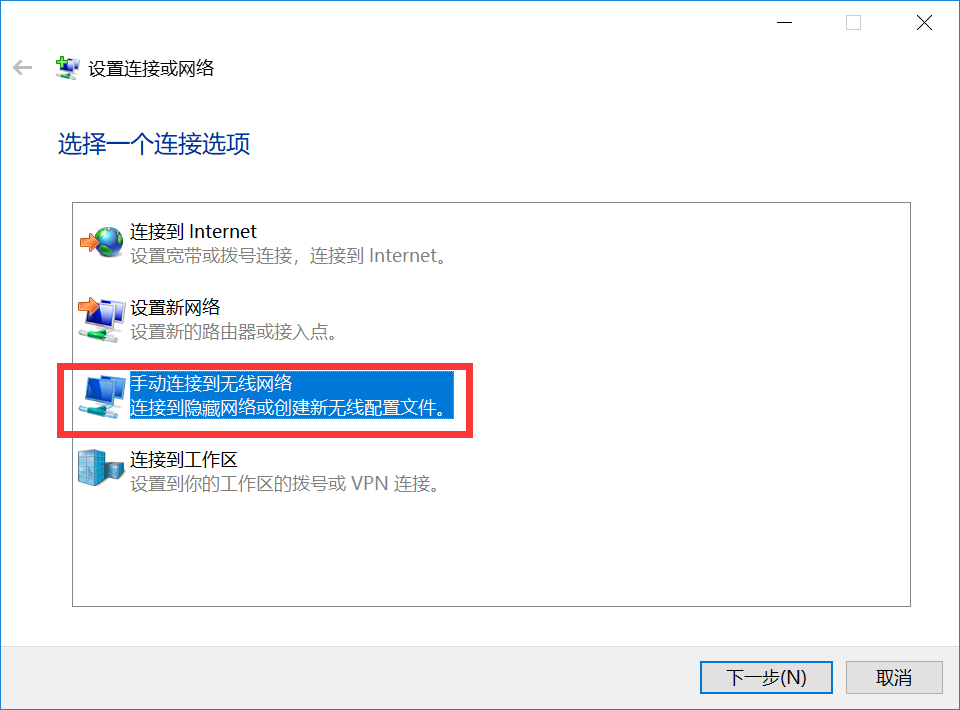 设置连接或网络
选择一个连接选项
连接到 Internet
设置宽带或拨号连接，连接到 Internet。
设置新网络
设置新的路由器或接入点。
手动连接到无线网络
连接到隐藏网络或创建新无线配置文件。
连接到工作区
设置到你的工作区的拨号或 VPN 连接。
下一步(N)
取消